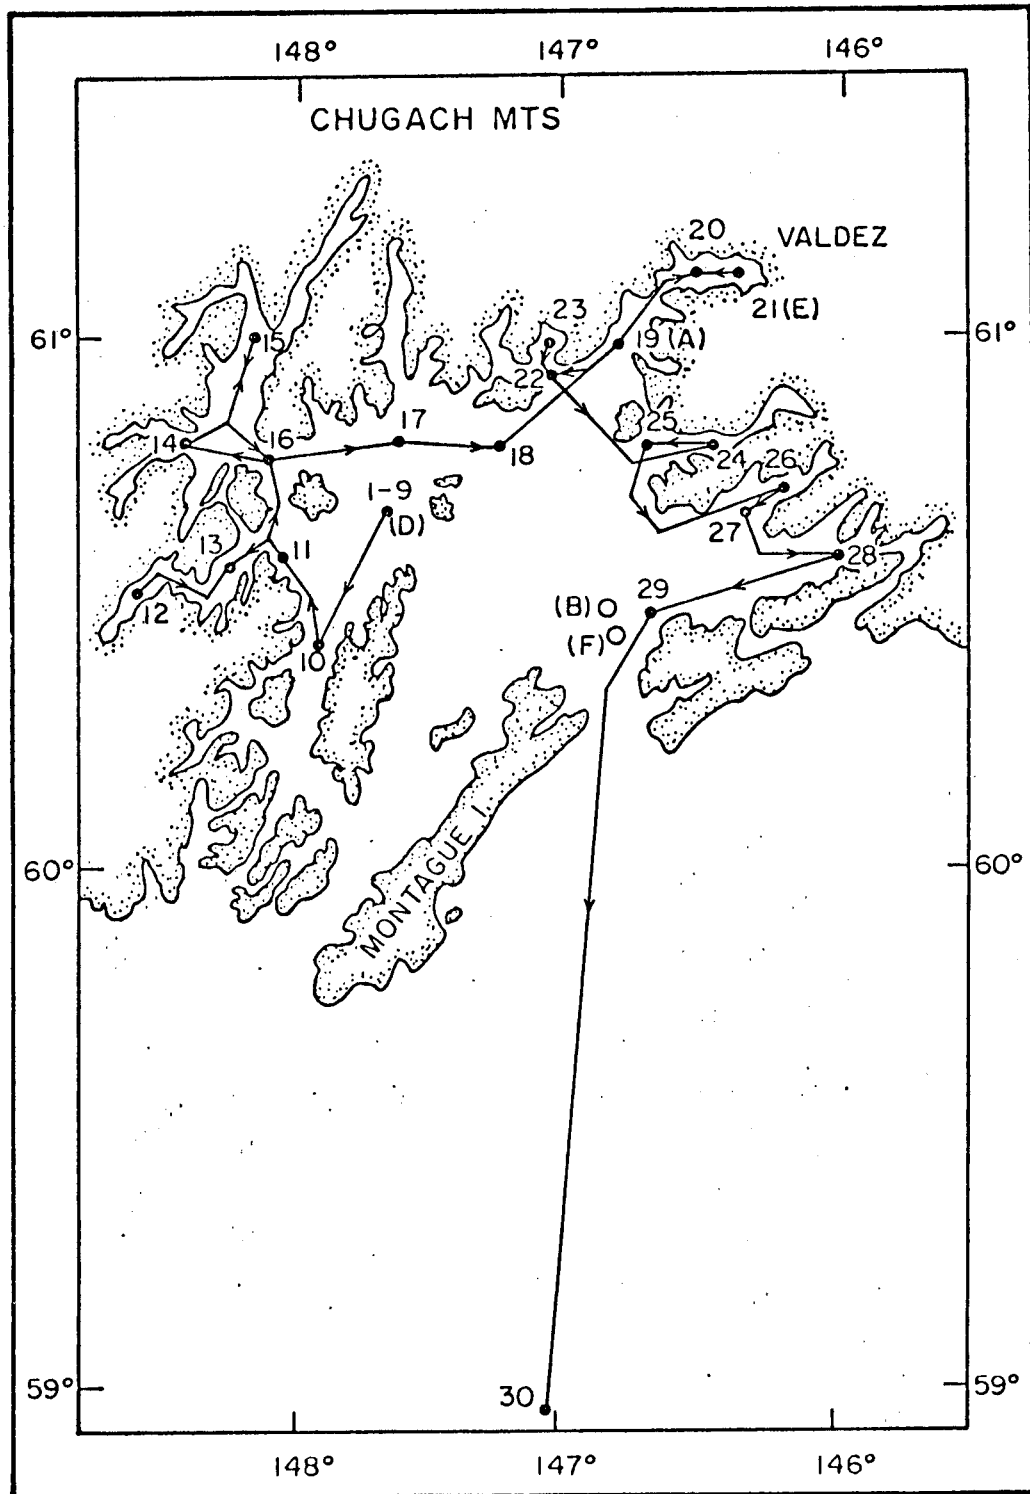 148° 147° 146°
CHUGACH MTS
20 VALDEZ
21(E)
23
61° 15 19(A) 61°
22
17 25
14 16 18 24
26
1-9
(D)
27
13 11 28
12 29
(B)
(F)
10
60° 60°
MONTAGUE I.
59° 30 59°
148° 147° 146°